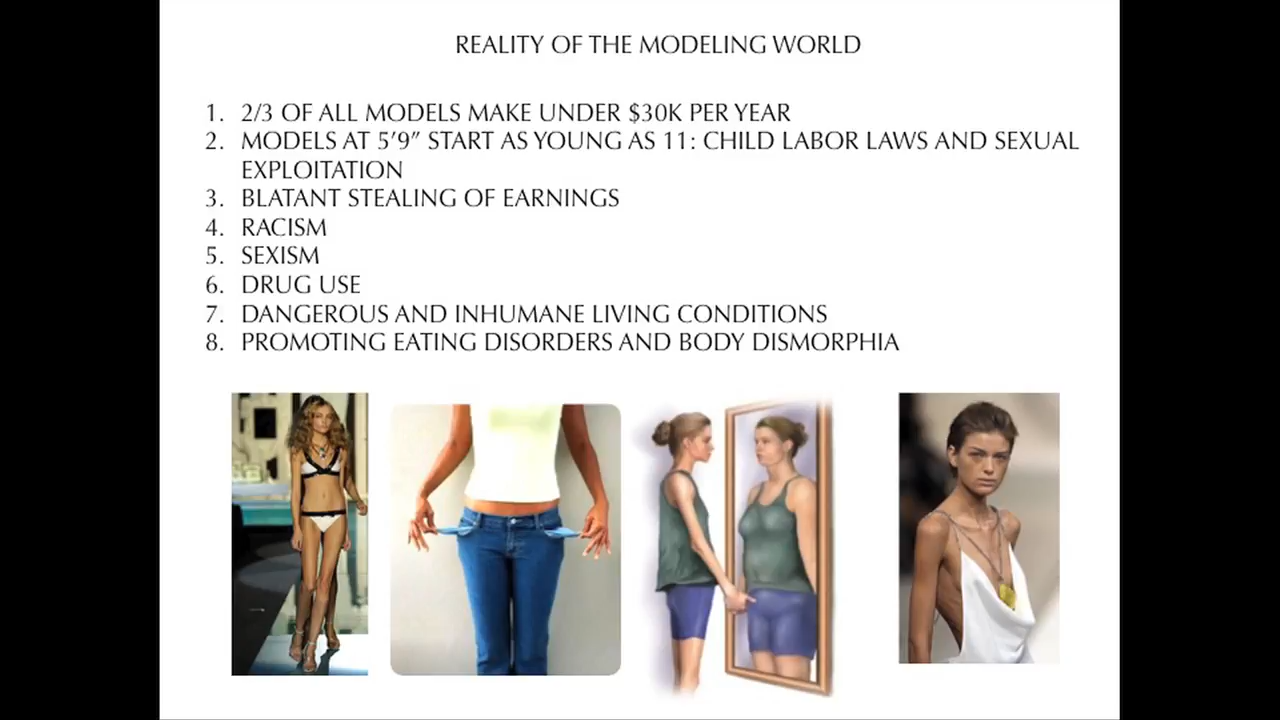 REALITY OF THE MODELING WORLD
1. 2/3 OF ALL MODELS MAKE UNDER $30K PER YEAR
2. MODELS AT 5’9” START AS YOUNG AS 11: CHILD LABOR LAWS AND SEXUAL
EXPLOITATION
3. BLATANT STEALING OF EARNINGS
4. RACISM
5. SEXISM
6. DRUG USE
7. DANGEROUS AND INHUMANE LIVING CONDITIONS
8. PROMOTING EATING DISORDERS AND BODY DISMORPHIA